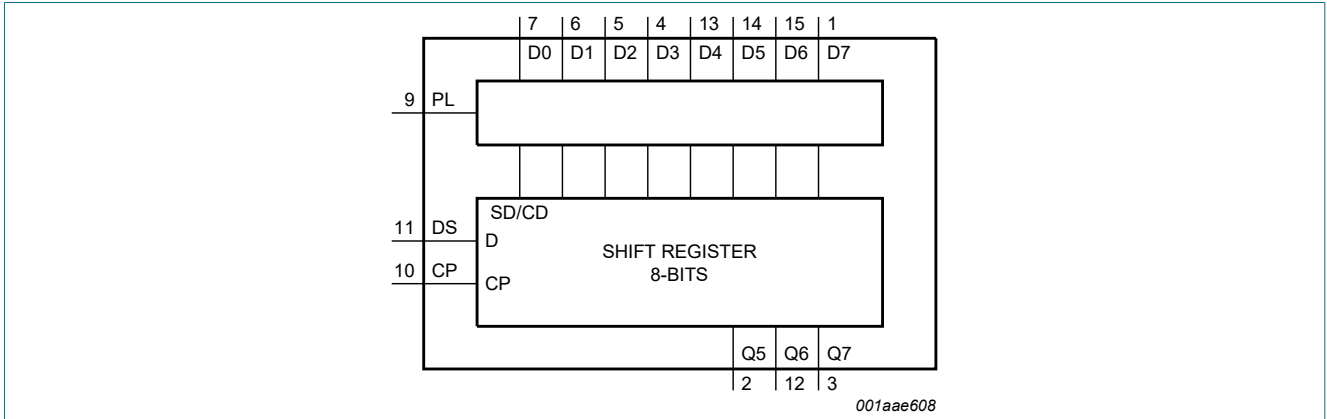 7 6 5 4 13 14 15 1
D0 D1 D2 D3 D4 D5 D6 D7
9 PL
SD/CD
11 DS
D
SHIFT REGISTER
10 CP
8-BITS
CP
Q5 Q6 Q7
2 12 3
001aae608